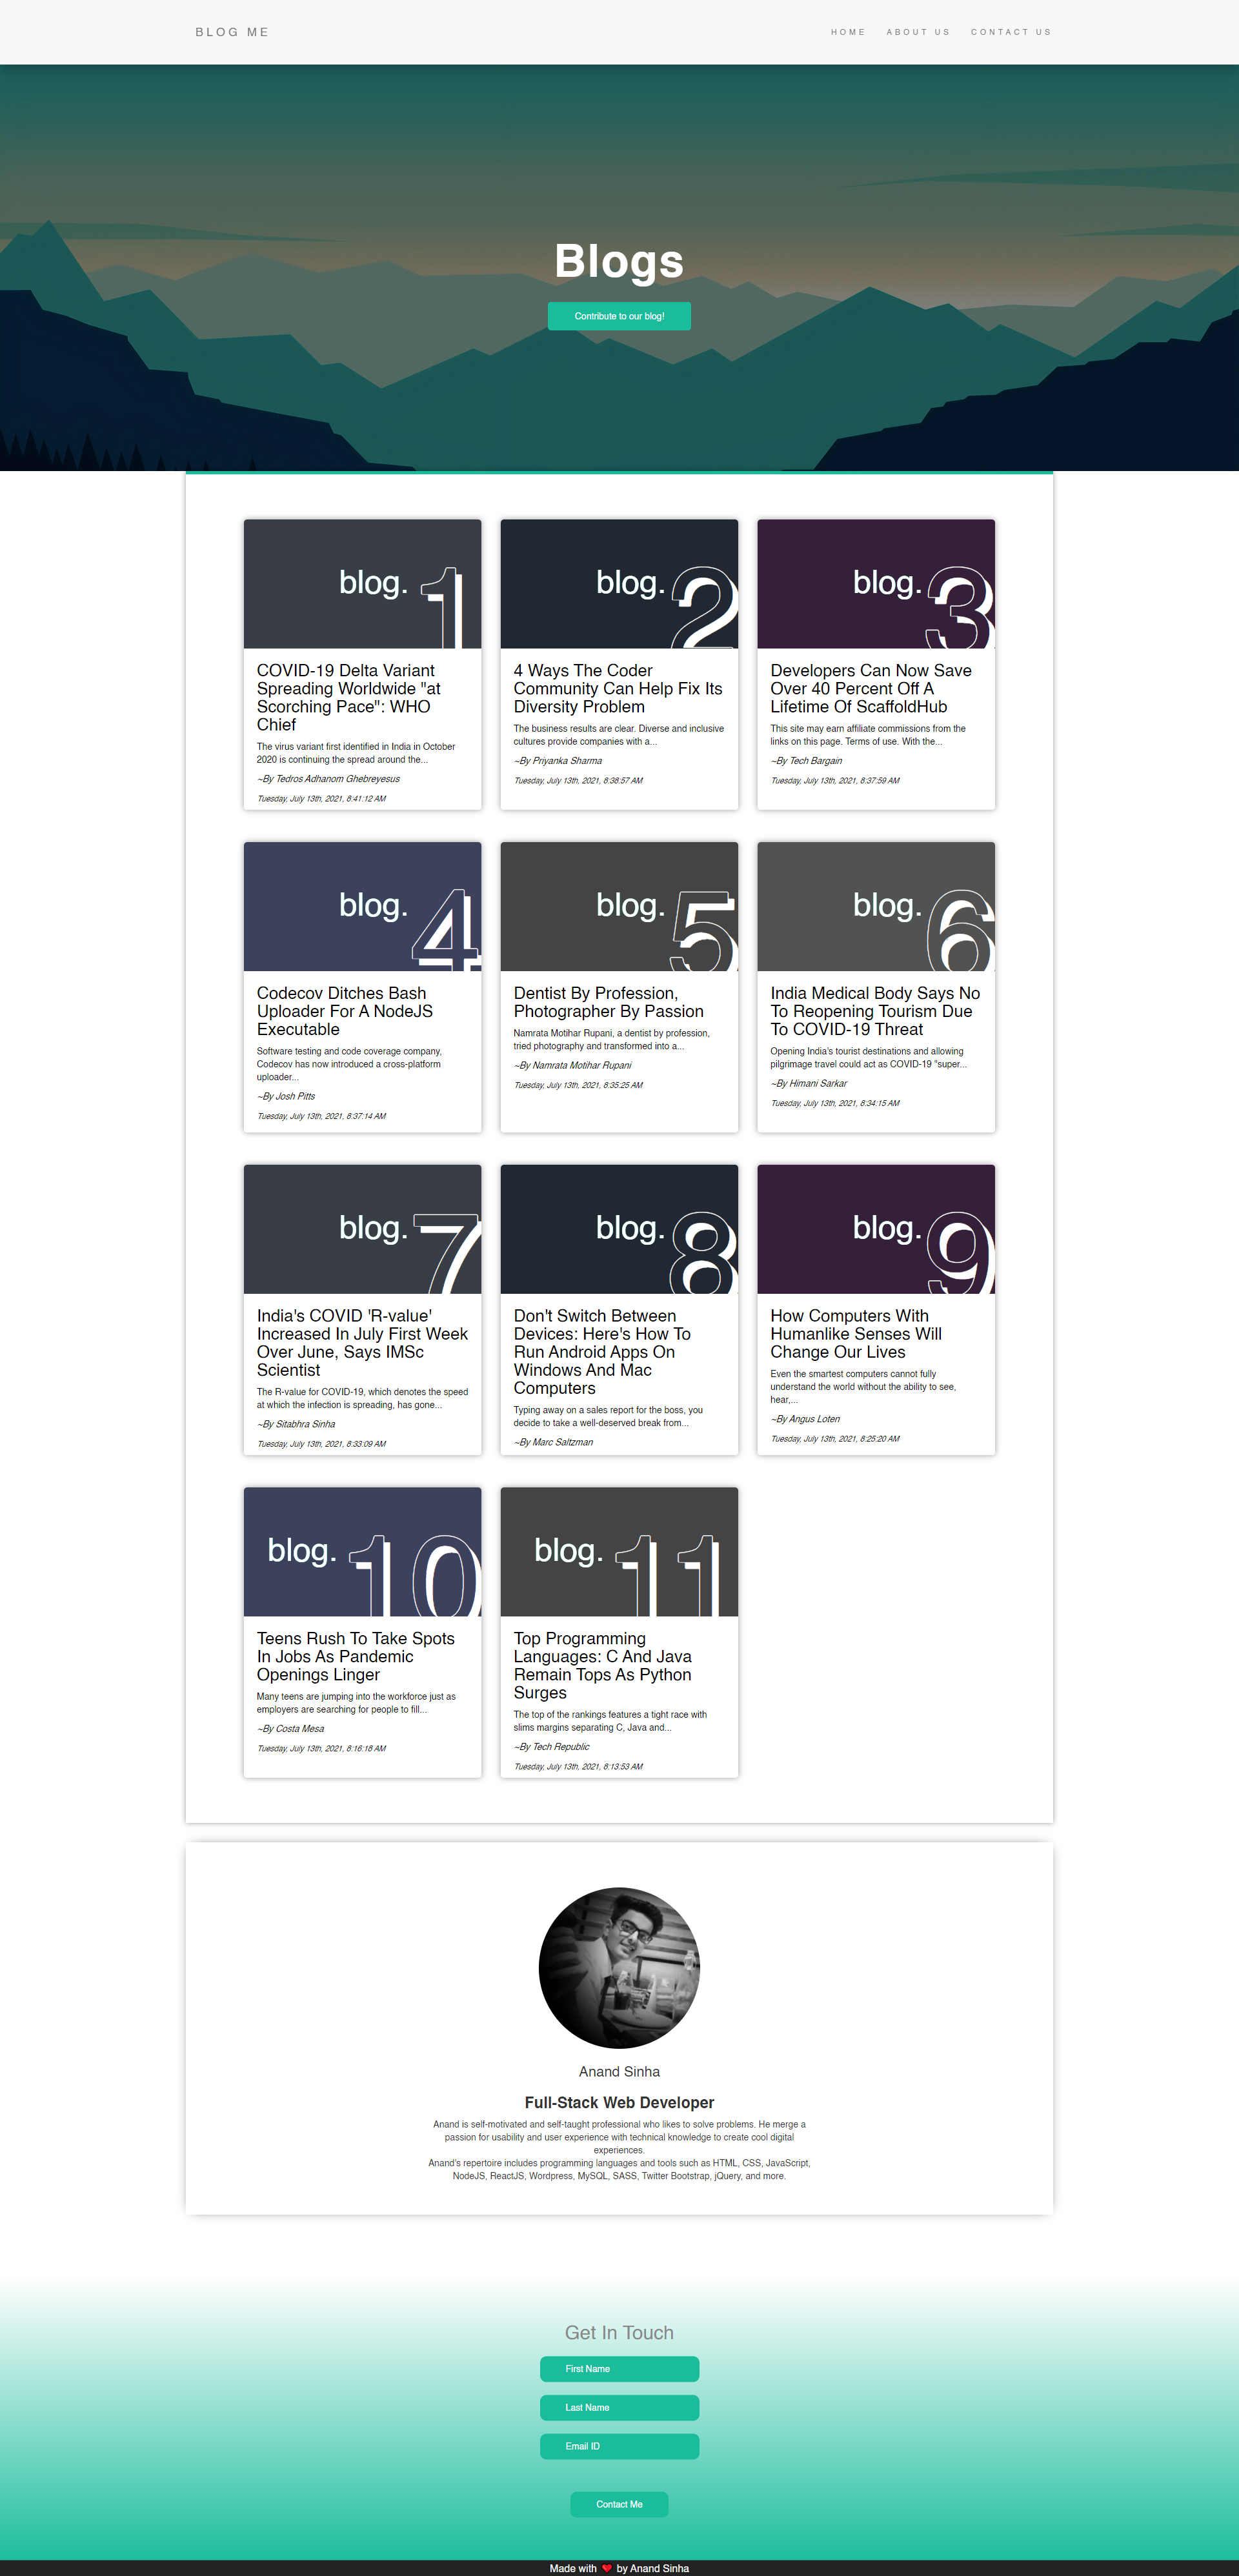 BLOG ME
HOME ABOUT US CONTACT US
Blogs
Contribute to our blog!
blog. 1
COVID-19 Delta Variant
Spreading Worldwide "at
Scorching Pace": WHO
Chief
The virus variant first identified in India in October
2020 is continuing the spread around the...
~By Tedros Adhanom Ghebreyesus
Tuesday, July 13th, 2021, 8:41:12 AM
blog. 2
4 Ways The Coder
Community Can Help Fix Its
Diversity Problem
The business results are clear. Diverse and inclusive
cultures provide companies with a...
~By Priyanka Sharma
Tuesday, July 13th, 2021, 8:38:57 AM
blog. 3
Developers Can Now Save
Over 40 Percent Off A
Lifetime Of ScaffoldHub
This site may earn affiliate commissions from the
links on this page. Terms of use. With the...
~By Tech Bargain
Tuesday, July 13th, 2021, 8:37:59 AM
blog. 4
Codecov Ditches Bash
Uploader For A NodeJS
Executable
Software testing and code coverage company,
Codecov has now introduced a cross-platform
uploader...
~By Josh Pitts
Tuesday, July 13th, 2021, 8:37:14 AM
blog. 5
Dentist By Profession,
Photographer By Passion
Namrata Motihar Rupani, a dentist by profession,
tried photography and transformed into a...
~By Namrata Motihar Rupani
Tuesday, July 13th, 2021, 8:35:25 AM
blog. 6
India Medical Body Says No
To Reopening Tourism Due
To COVID-19 Threat
Opening India's tourist destinations and allowing
pilgrimage travel could act as COVID-19 "super...
~By Himani Sarkar
Tuesday, July 13th, 2021, 8:34:15 AM
blog. 7
India's COVID 'R-value'
Increased In July First Week
Over June, Says IMSc
Scientist
The R-value for COVID-19, which denotes the speed
at which the infection is spreading, has gone...
~By Sitabhra Sinha
Tuesday, July 13th, 2021, 8:33:09 AM
blog. 8
Don't Switch Between
Devices: Here's How To
Run Android Apps On
Windows And Mac
Computers
Typing away on a sales report for the boss, you
decide to take a well-deserved break from...
~By Marc Saltzman
blog. 9
How Computers With
Humanlike Senses Will
Change Our Lives
Even the smartest computers cannot fully
understand the world without the ability to see,
hear,...
~By Angus Loten
Tuesday, July 13th, 2021, 8:25:20 AM
blog. 10
Teens Rush To Take Spots
In Jobs As Pandemic
Openings Linger
Many teens are jumping into the workforce just as
employers are searching for people to fill...
~By Costa Mesa
Tuesday, July 13th, 2021, 8:16:18 AM
blog. 11
Top Programming
Languages: C And Java
Remain Tops As Python
Surges
The top of the rankings features a tight race with
slims margins separating C, Java and...
~By Tech Republic
Tuesday, July 13th, 2021, 8:13:53 AM
Anand Sinha
Full-Stack Web Developer
Anand is self-motivated and self-taught professional who likes to solve problems. He merge a
passion for usability and user experience with technical knowledge to create cool digital
experiences.
Anand's repertoire includes programming languages and tools such as HTML, CSS, JavaScript,
NodeJS, ReactJS, Wordpress, MySQL, SASS, Twitter Bootstrap, jQuery, and more.
Get In Touch
First Name
Last Name
Email ID
Contact Me
Made with ❤ by Anand Sinha